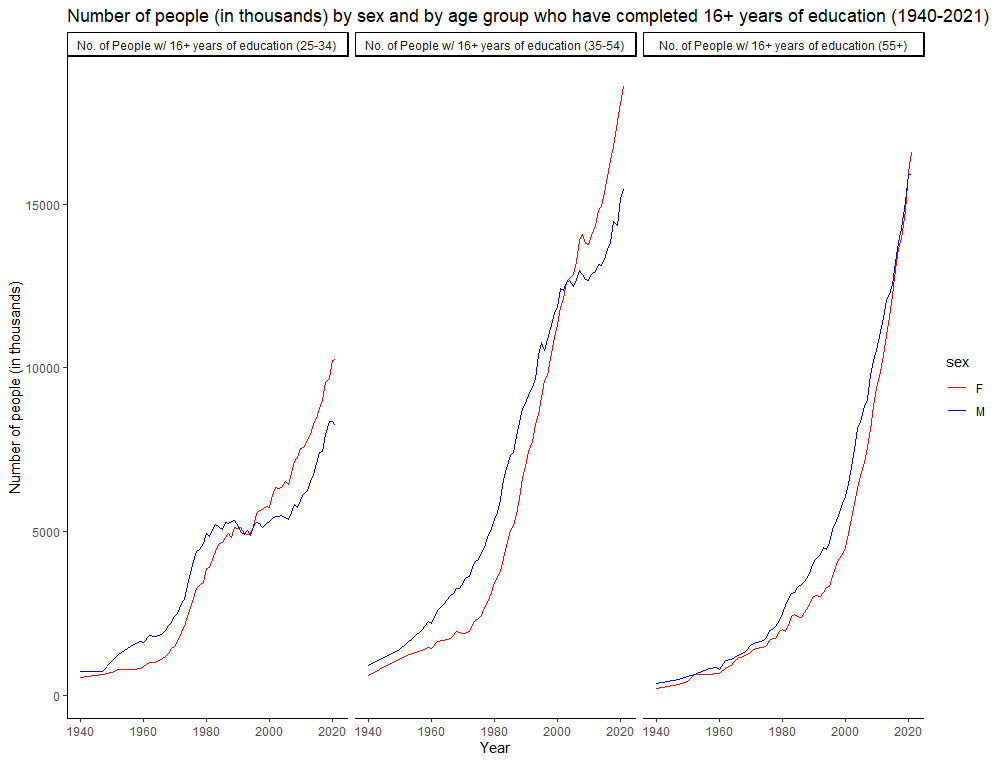 Number of people (in thousands) by sex and by age group who have completed 16+ years of education (1940-2021)
No. of People w/ 16+ years of education (25-34)
No. of People w/ 16+ years of education (35-54)
No. of People w/ 16+ years of education (55+)
Number of people (in thousands)
15000
10000
5000
0
1940 1960 1980 2000 2020
1940 1960 1980 2000 2020
1940 1960 1980 2000 2020
Year
sex
F
M